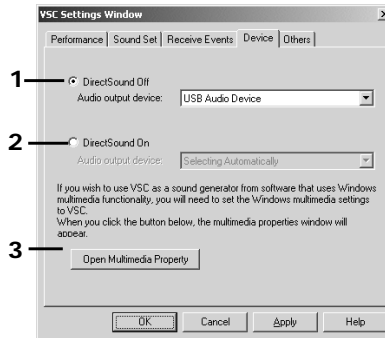 VSC Settings Window
Performance Sound Set Receive Events Device Others
1
DirectSound Off
Audio output device: USB Audio Device
2
DirectSound On
Audio output device: Selecting Automatically
If you wish to use VSC as a sound generator from software that uses Windows
multimedia functionality, you will need to set the Windows multimedia settings
to VSC.
When you click the button below, the multimedia properties window will
appear.
3
Open Multimedia Property
OK Cancel Apply Help